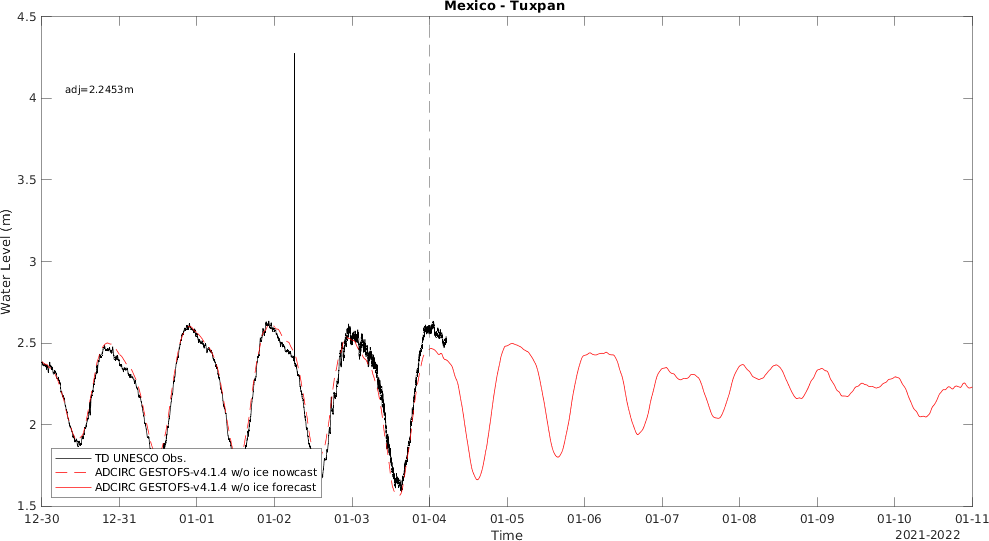 Mexico - Tuxpan
4.5
4
3.5
3
2.5
2
1.5
Water Level (m)
adj=2.2453m
TD UNESCO Obs.
ADCIRC GESTOFS-v4.1.4 w/o ice nowcast
ADCIRC GESTOFS-v4.1.4 w/o ice forecast
12-30 12-31 01-01 01-02 01-03 01-04 01-05 01-06 01-07 01-08 01-09 01-10 01-11
Time
2021-2022